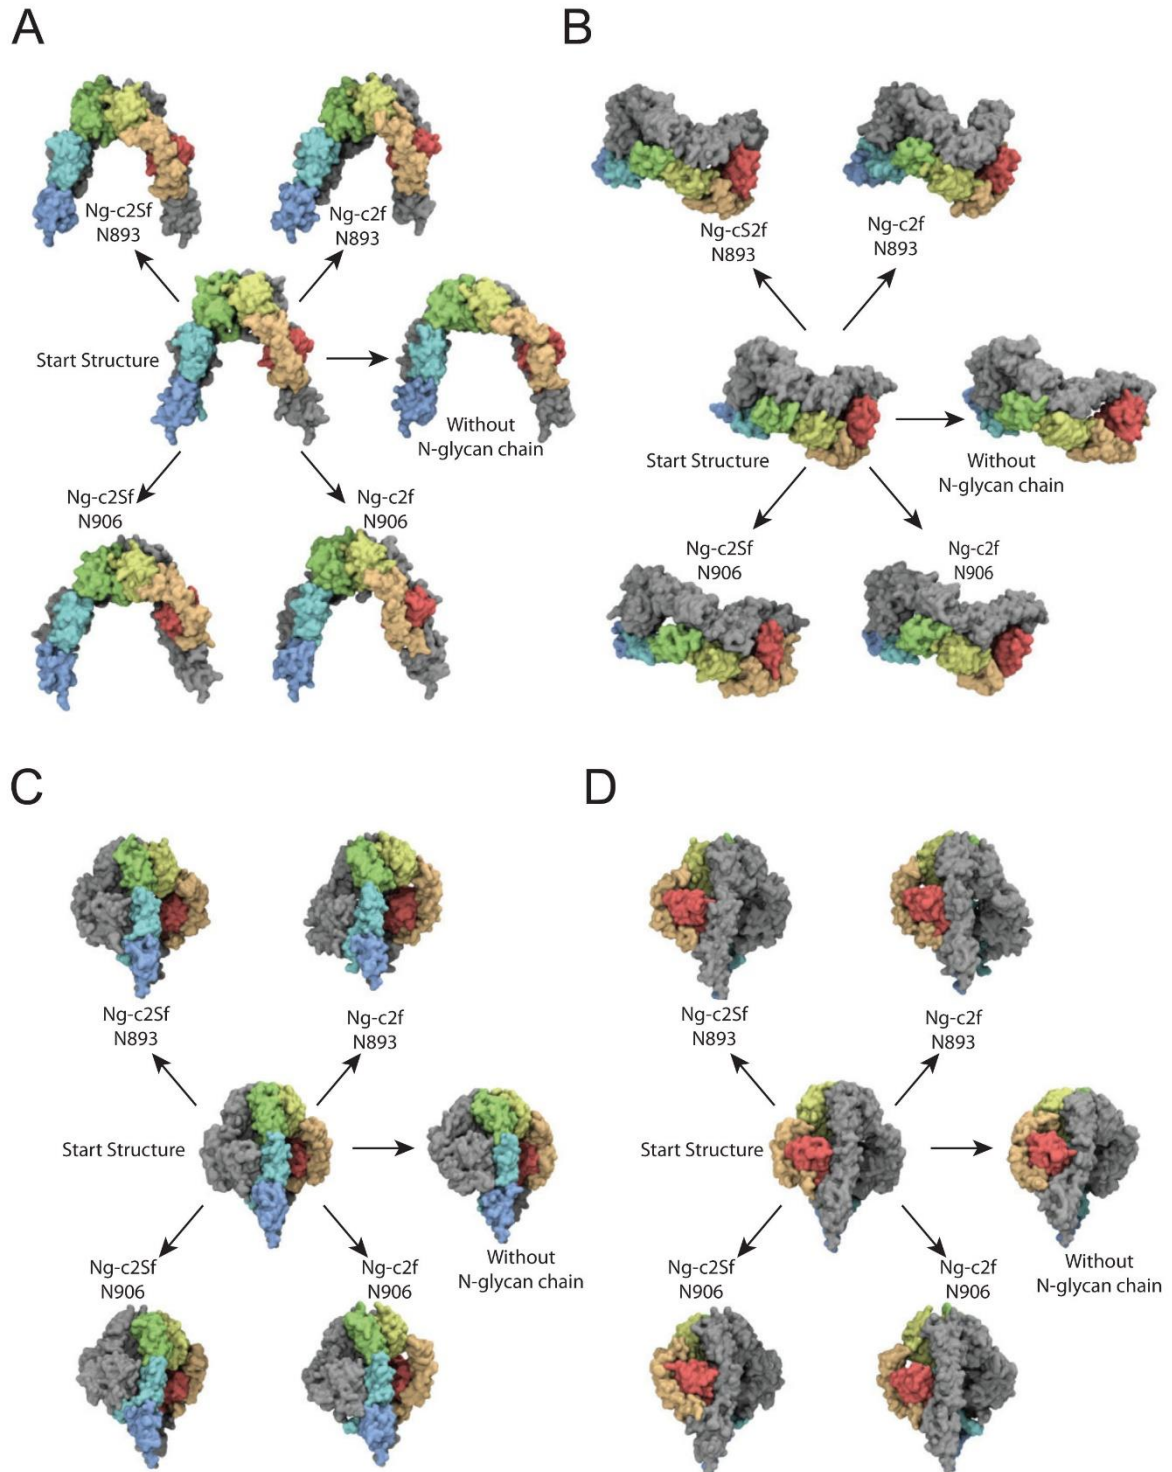 A
B
Ng-c2Sf
N893
Ng-c2f
N893
Start Structure
Without
N-glycan chain
Ng-c2Sf
N906
Ng-c2f
N906
Ng-cS2f
N893
Ng-c2f
N893
Start Structure
Without
N-glycan chain
Ng-c2Sf
N906
Ng-c2f
N906
C
D
Ng-c2Sf
N893
Ng-c2f
N893
Start Structure
Without
N-glycan chain
Ng-c2Sf
N906
Ng-c2f
N906
Ng-c2Sf
N893
Ng-c2f
N893
Start Structure
Without
N-glycan chain
Ng-c2Sf
N906
Ng-c2f
N906